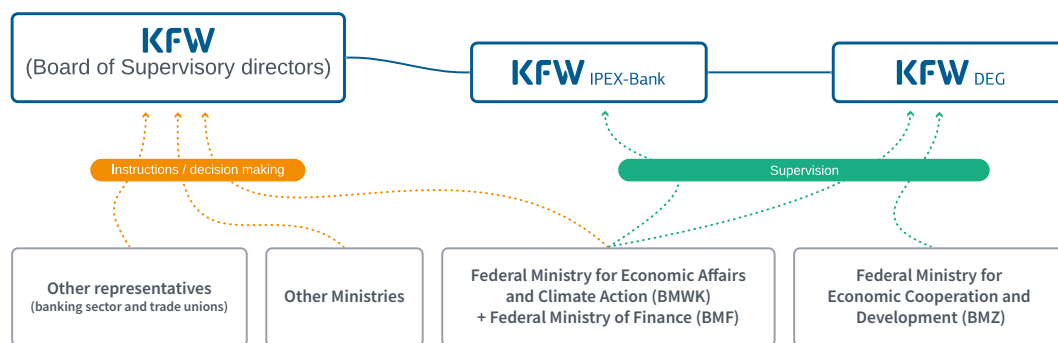 KFW
(Board of Supervisory directors)
KFW IPEX-Bank
KFW DEG
Instructions / decision making
Supervision
Other representatives
(banking sector and trade unions)
Other Ministries
Federal Ministry for Economic Affairs
and Climate Action (BMWK)
+ Federal Ministry of Finance (BMF)
Federal Ministry for
Economic Cooperation and
Development (BMZ)